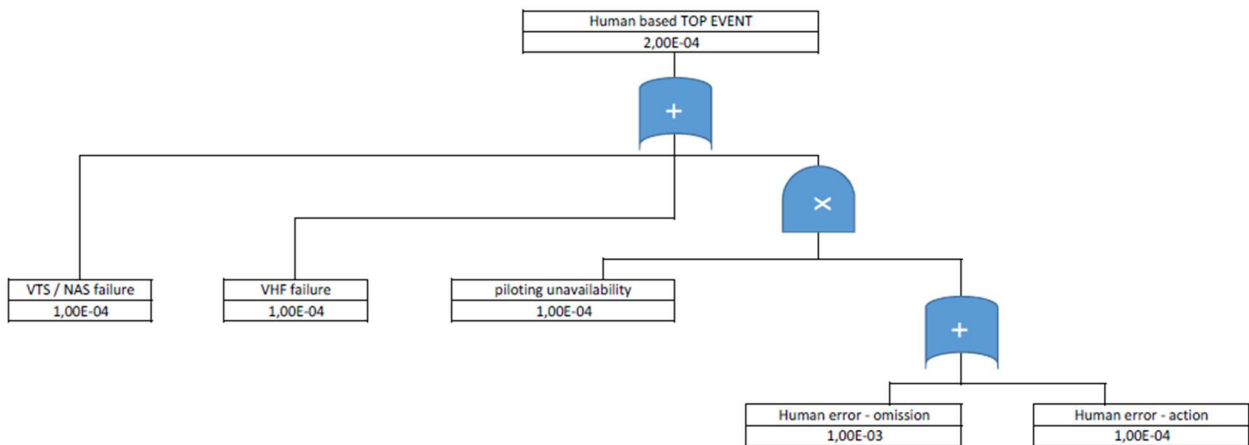 Human based TOP EVENT
2,00E-04
+
x
VTS / NAS failure
1,00E-04
VHF failure
1,00E-04
piloting unavailability
1,00E-04
+
Human error - omission
1,00E-03
Human error - action
1,00E-04